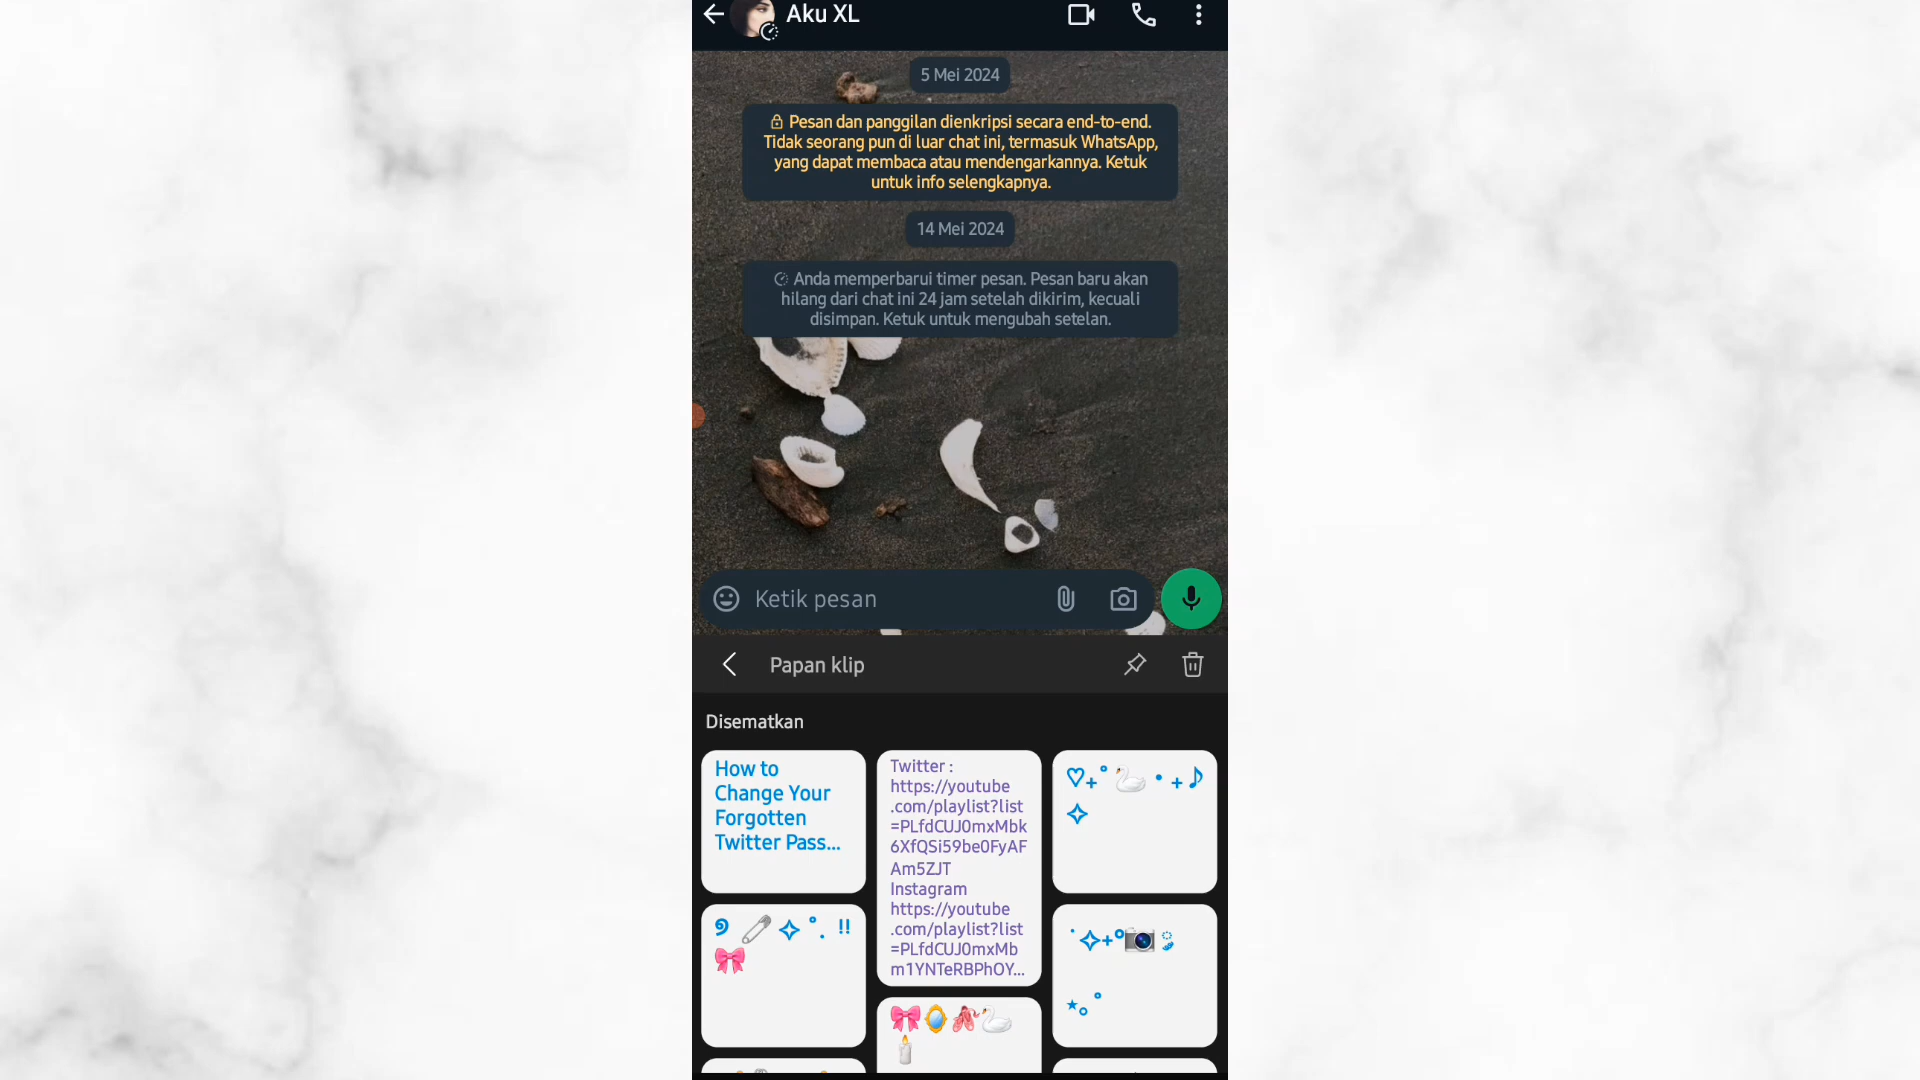 Aku XL
5 Mei 2024
Pesan dan panggilan dienkripsi secara end-to-end.
Tidak seorang pun di luar chat ini, termasuk WhatsApp,
yang dapat membaca atau mendengarkannya. Ketuk
untuk info selengkapnya.
14 Mei 2024
Anda memperbarui timer pesan. Pesan baru akan
hilang dari chat ini 24 jam setelah dikirim, kecuali
disimpan. Ketuk untuk mengubah setelan.
Ketik pesan
Papan klip
Disematkan
How to
Change Your
Forgotten
Twitter Pass...
Twitter :
https://youtube
.com/playlist?list
=PLfdCUJ0mxMbk
6XfQSi59be0FyAF
Am5ZJT
Instagram
https://youtube
.com/playlist?list
=PLfdCUJ0mxMb
m1YNTeRBPhOY...
♡₊˚🦢・₊♪
✧
୭ 🧷 ✧ ˚. ‼
🎀
˙✧₊°📷
⋆｡˚
🎀🪞🩰🦢
🕯